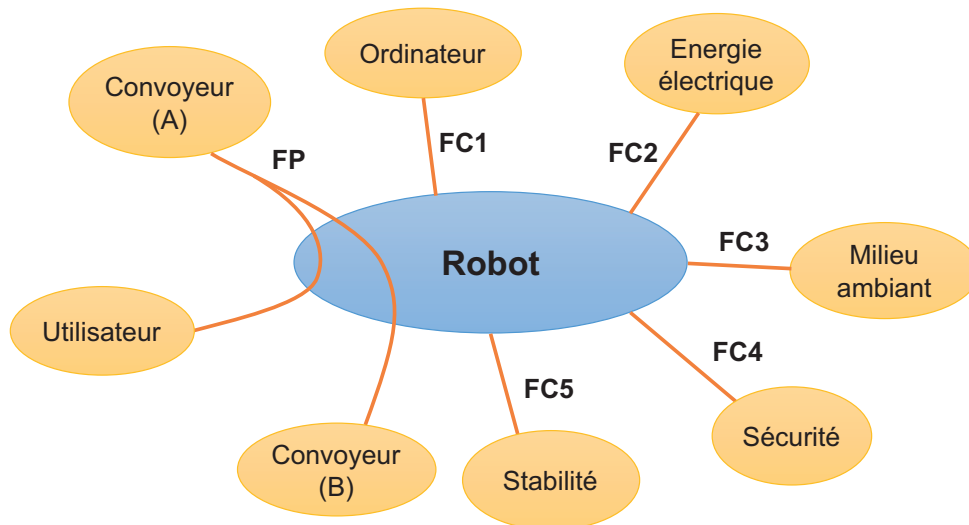 Ordinateur
Energie
électrique
Convoyeur
(A)
FP
FC1
FC2
Robot
FC3
Milieu
ambiant
Utilisateur
FC4
FC5
Sécurité
Convoyeur
(B)
Stabilité